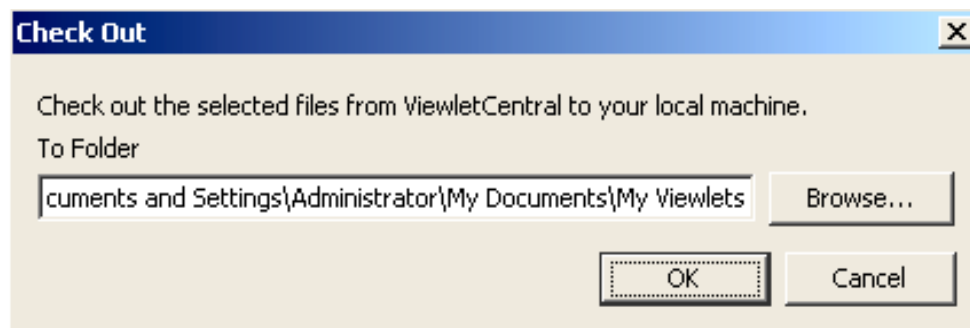 Check Out
Check out the selected files from ViewletCentral to your local machine.
To Folder
cuments and Settings\Administrator\My Documents\My Viewlets
Browse...
OK
Cancel